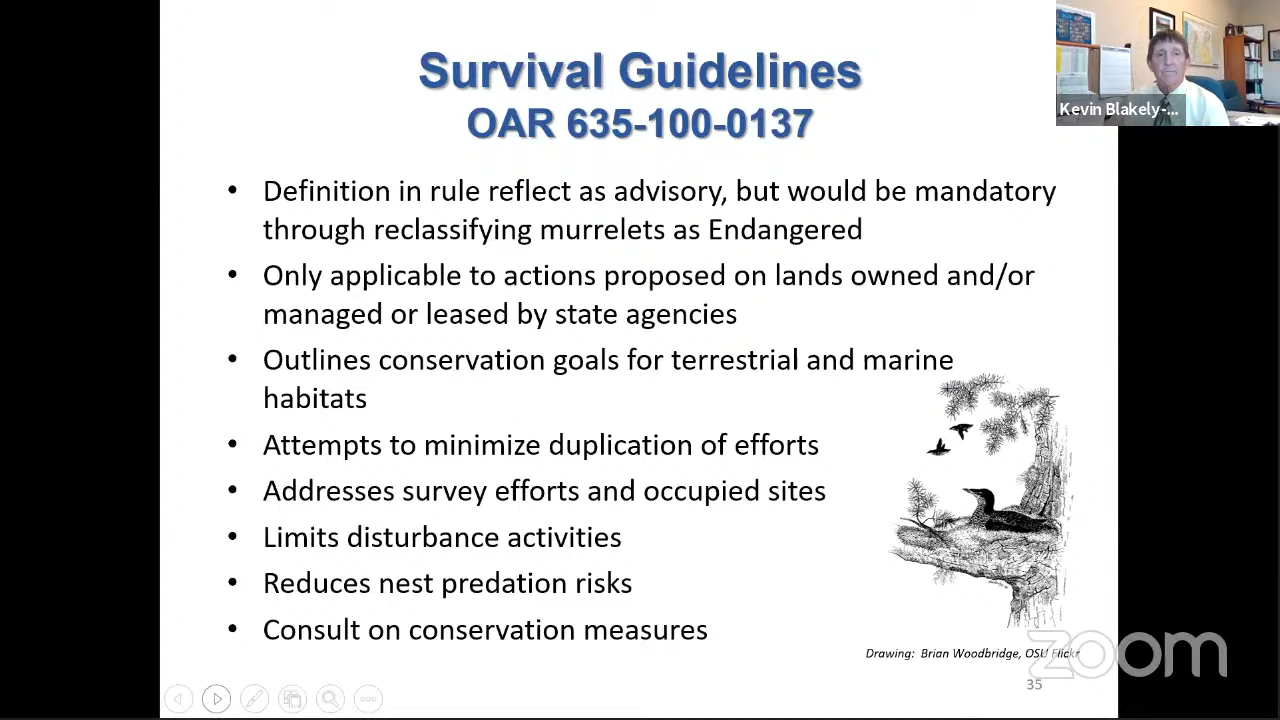 Survival Guidelines
OAR 635-100-0137
Kevin Blakely-...
• Definition in rule reflect as advisory, but would be mandatory
through reclassifying murrelets as Endangered
• Only applicable to actions proposed on lands owned and/or
managed or leased by state agencies
• Outlines conservation goals for terrestrial and marine
habitats
• Attempts to minimize duplication of efforts
• Addresses survey efforts and occupied sites
• Limits disturbance activities
• Reduces nest predation risks
• Consult on conservation measures
Drawing: Brian Woodbridge, OSU Flickr
zoom
35